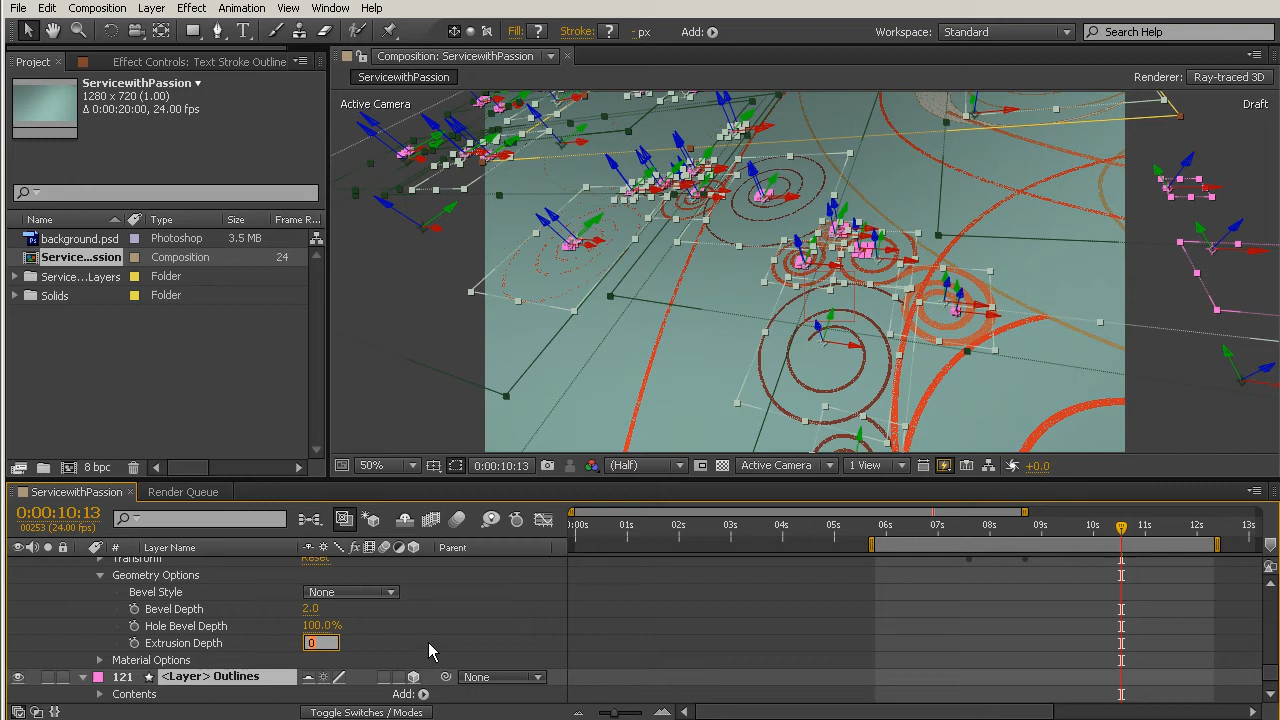 File Edit Composition Layer Effect Animation View Window Help
Fill: ? Stroke: ? - px Add: Workspace: Standard Search Help
Project × Effect Controls: Text Stroke Outline Composition: ServicewithPassion ×
ServicewithPassion ▾
1280 x 720 (1.00)
Δ 0:00:20:00, 24.00 fps
ServicewithPassion Renderer: Ray-traced 3D
Active Camera Draft
Name Type Size Frame R...
background.psd Photoshop 3.5 MB
Service...ssion Composition 24
Service...Layers Folder
Solids Folder
8 bpc 50% 0:00:10:13 (Half) Active Camera 1 View +0.0
ServicewithPassion × Render Queue
0:00:10:13
00253 (24.00 fps)
:00s 01s 02s 03s 04s 05s 06s 07s 08s 09s 10s 11s 12s 13s
# Layer Name fx Parent
Transform Reset
Geometry Options
Bevel Style None
Bevel Depth 2.0
Hole Bevel Depth 100.0%
Extrusion Depth 0
Material Options
121 <Layer> Outlines None
Contents Add:
Toggle Switches / Modes